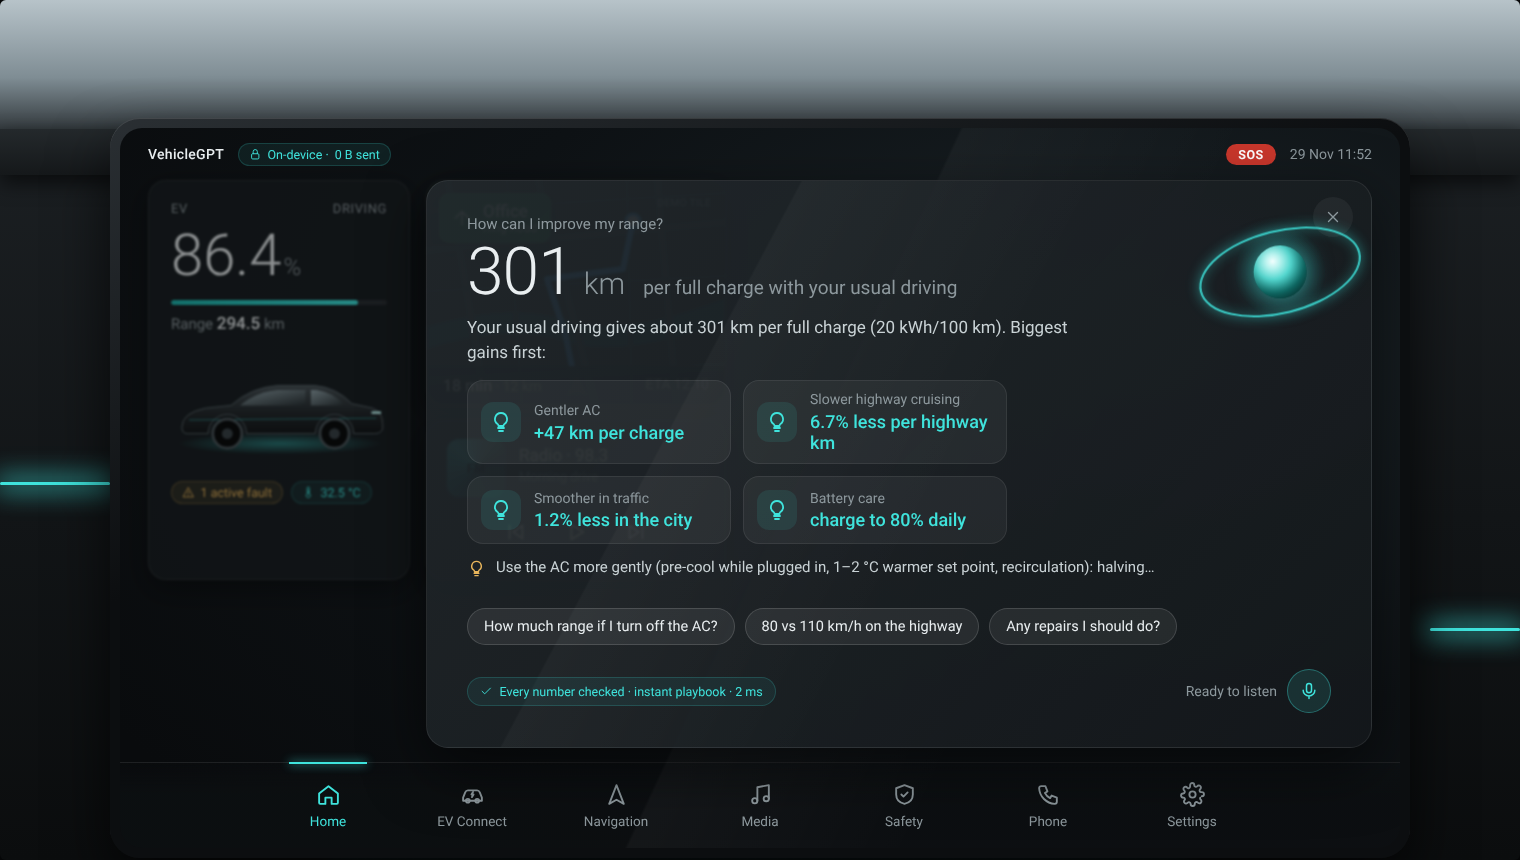 VehicleGPT
On-device · 0 B sent
SOS
29 Nov 11:52
EV
DRIVING
86.4%
Range 294.5 km
1 active fault
32.5 °C
How can I improve my range?
301 km per full charge with your usual driving
Your usual driving gives about 301 km per full charge (20 kWh/100 km). Biggest
gains first:
Gentler AC
+47 km per charge
Slower highway cruising
6.7% less per highway
km
Smoother in traffic
1.2% less in the city
Battery care
charge to 80% daily
Use the AC more gently (pre-cool while plugged in, 1–2 °C warmer set point, recirculation): halving...
How much range if I turn off the AC?
80 vs 110 km/h on the highway
Any repairs I should do?
Every number checked · instant playbook · 2 ms
Ready to listen
Home
EV Connect
Navigation
Media
Safety
Phone
Settings